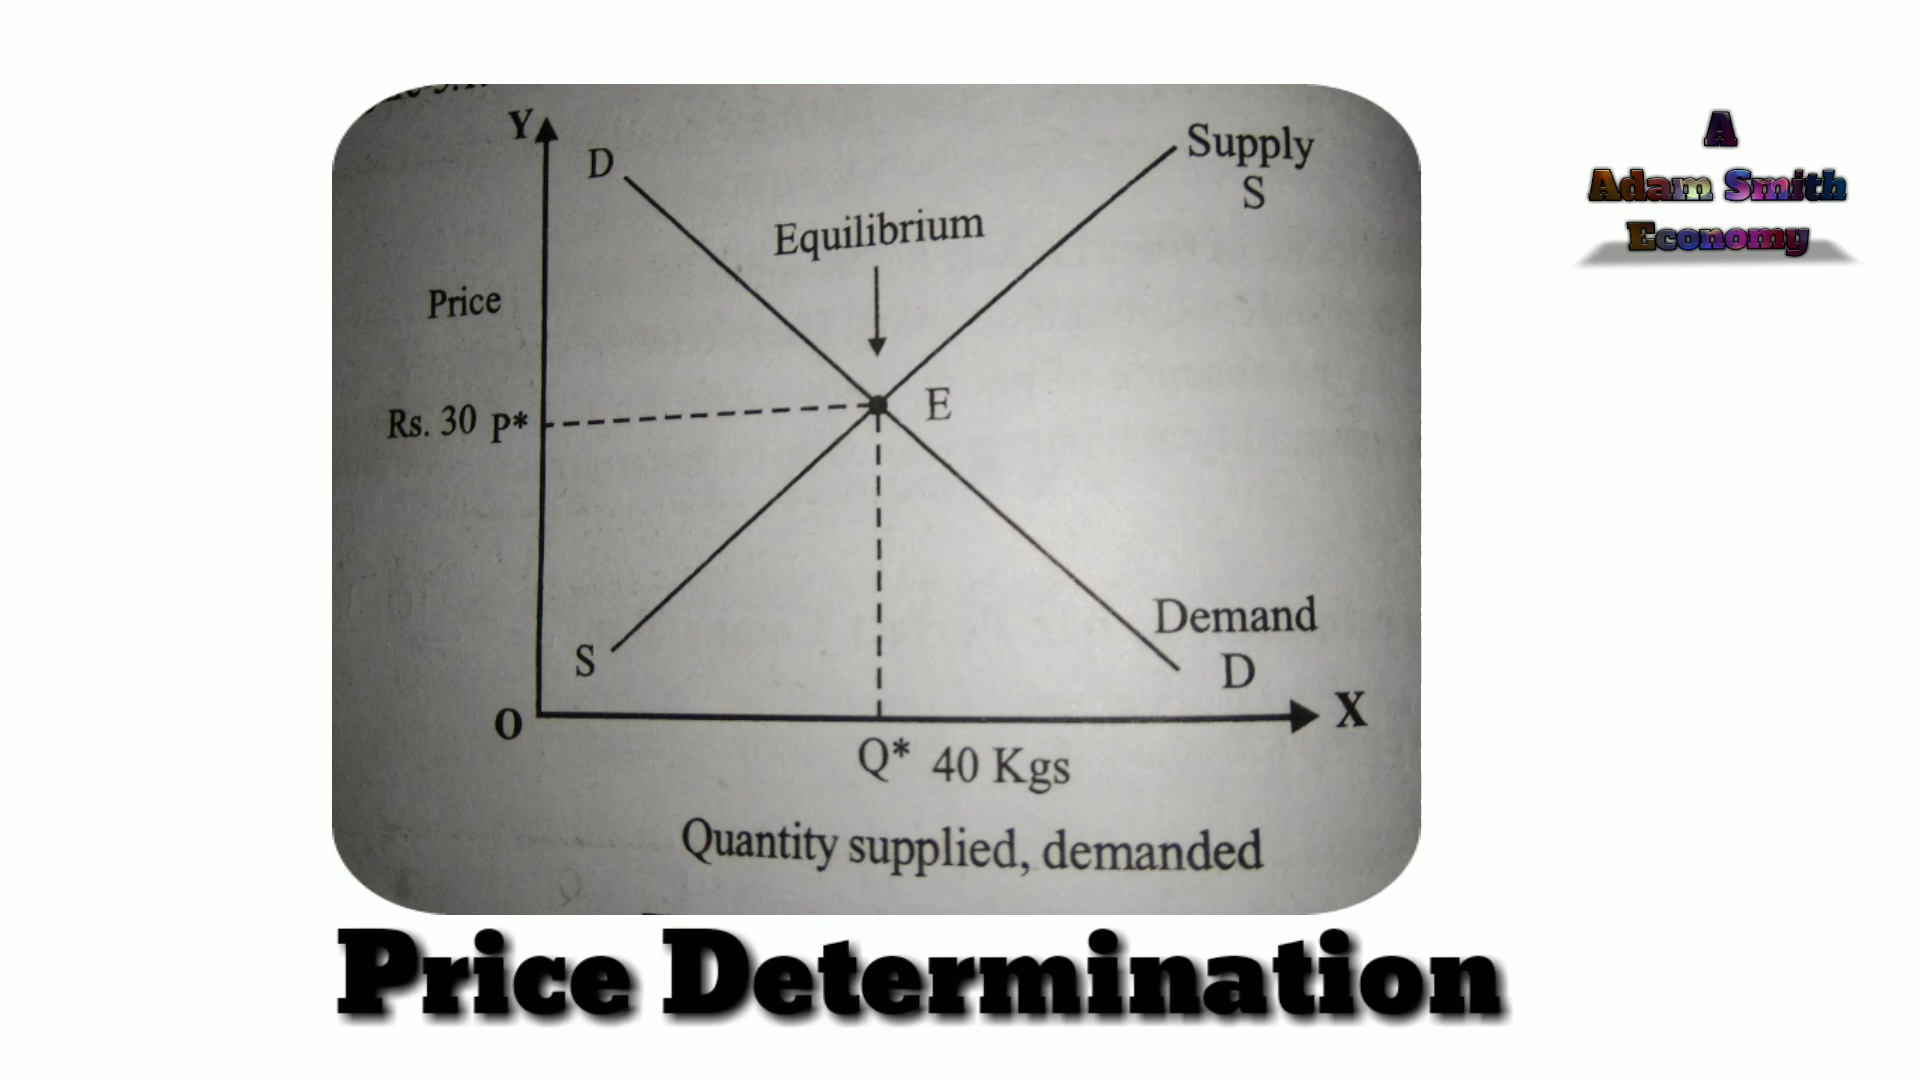 Y
D
Supply
S
Equilibrium
Price
E
Rs. 30 P*
Demand
D
S
O
X
Q* 40 Kgs
Quantity supplied, demanded
Price Determination
A
Adam Smith
Economy